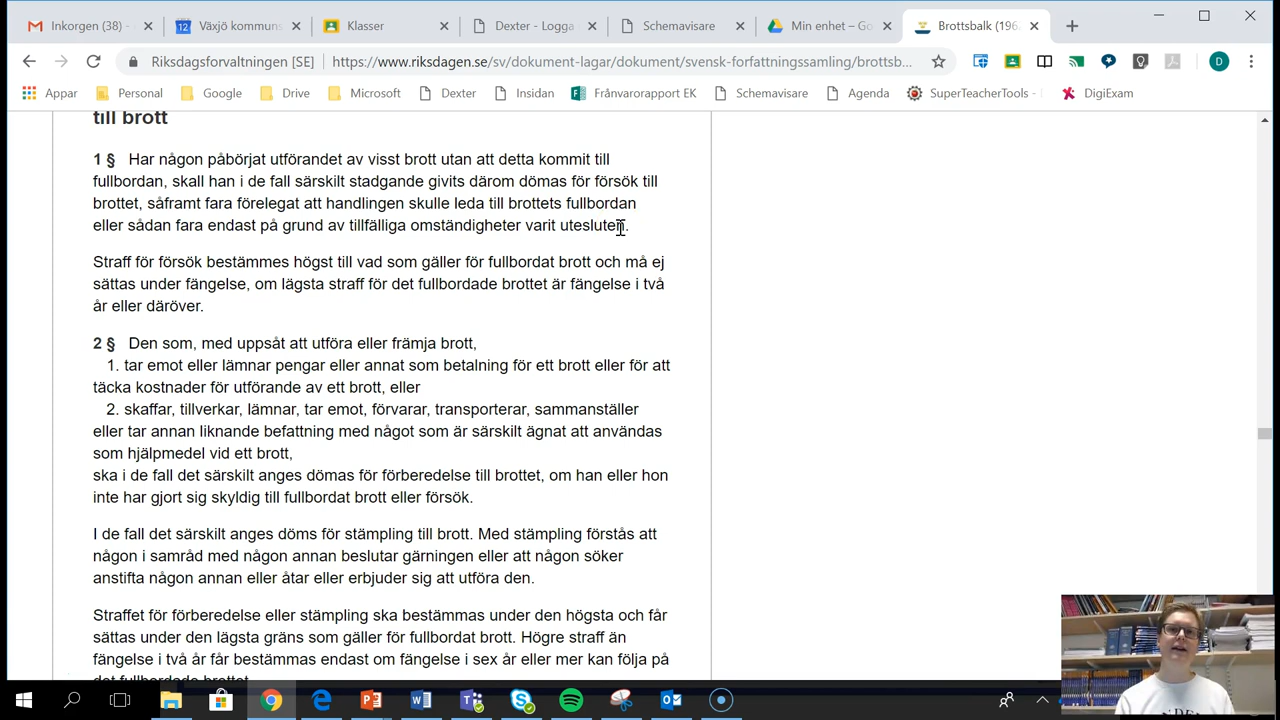 Inkorgen (38) -
12
Växjö kommuns
Klasser
Dexter - Logga
Schemavisare
Min enhet – Go
Brottsbalk (196
Riksdagsforvaltningen [SE]
https://www.riksdagen.se/sv/dokument-lagar/dokument/svensk-forfattningssamling/brottsb...
D
Appar
Personal
Google
Drive
Microsoft
Dexter
Insidan
Frånvarorapport EK
Schemavisare
Agenda
SuperTeacherTools -
DigiExam
till brott
1 § Har någon påbörjat utförandet av visst brott utan att detta kommit till
fullbordan, skall han i de fall särskilt stadgande givits därom dömas för försök till
brottet, såframt fara förelegat att handlingen skulle leda till brottets fullbordan
eller sådan fara endast på grund av tillfälliga omständigheter varit utesluten.
Straff för försök bestämmes högst till vad som gäller för fullbordat brott och må ej
sättas under fängelse, om lägsta straff för det fullbordade brottet är fängelse i två
år eller däröver.
2 § Den som, med uppsåt att utföra eller främja brott,
1. tar emot eller lämnar pengar eller annat som betalning för ett brott eller för att
täcka kostnader för utförande av ett brott, eller
2. skaffar, tillverkar, lämnar, tar emot, förvarar, transporterar, sammanställer
eller tar annan liknande befattning med något som är särskilt ägnat att användas
som hjälpmedel vid ett brott,
ska i de fall det särskilt anges dömas för förberedelse till brottet, om han eller hon
inte har gjort sig skyldig till fullbordat brott eller försök.
I de fall det särskilt anges döms för stämpling till brott. Med stämpling förstås att
någon i samråd med någon annan beslutar gärningen eller att någon söker
anstifta någon annan eller åtar eller erbjuder sig att utföra den.
Straffet för förberedelse eller stämpling ska bestämmas under den högsta och får
sättas under den lägsta gräns som gäller för fullbordat brott. Högre straff än
fängelse i två år får bestämmas endast om fängelse i sex år eller mer kan följa på
det fullbordade brottet